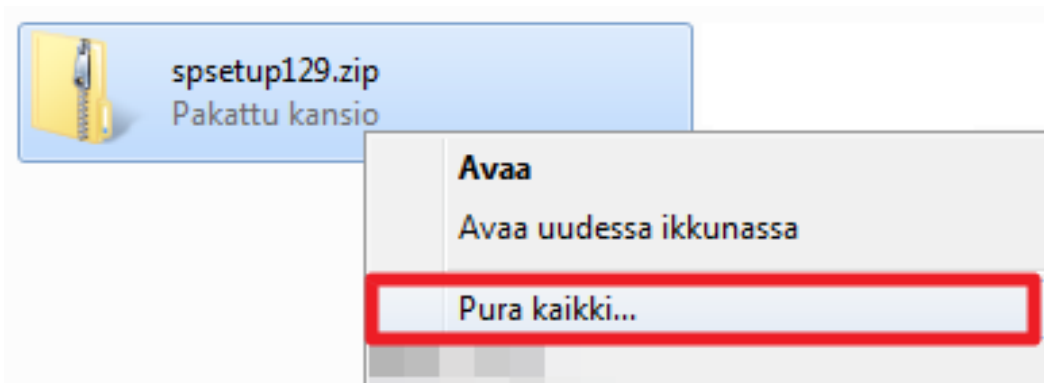 spsetup129.zip
Pakattu kansio
Avaa
Avaa uudessa ikkunassa
Pura kaikki...